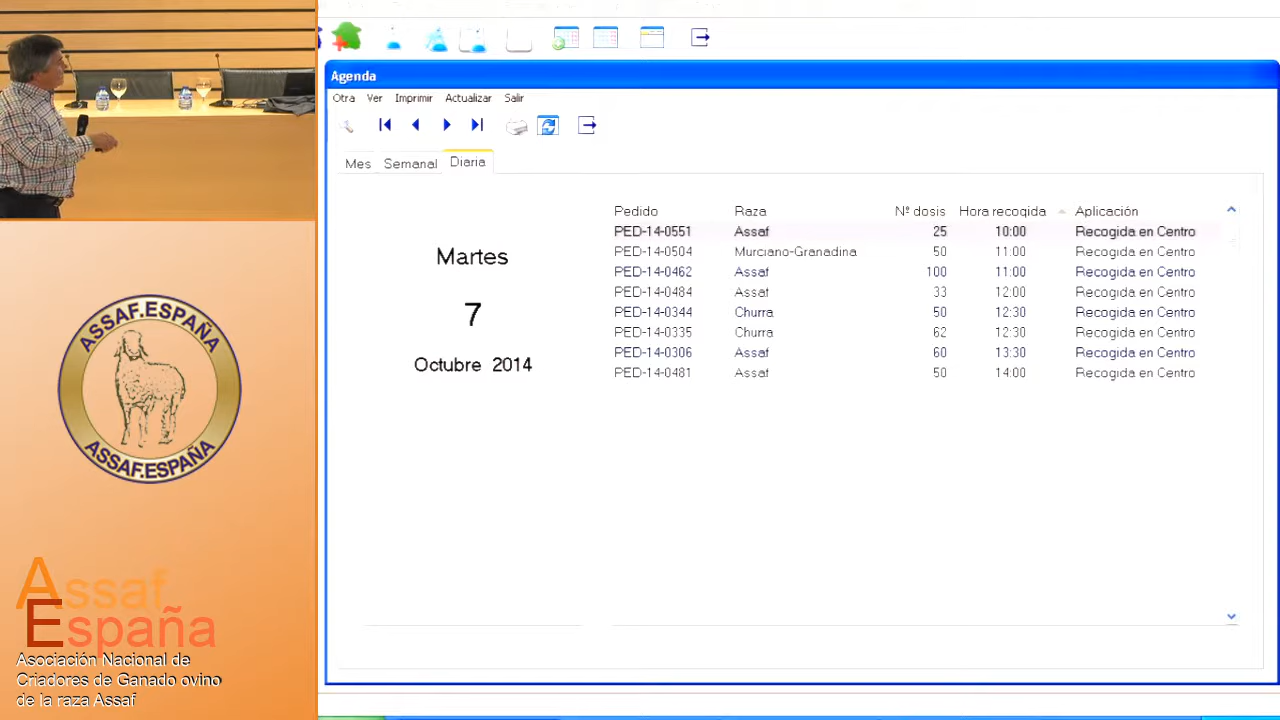 Agenda
Otra Ver Imprimir Actualizar Salir
Mes Semanal Diaria
Martes
7
Octubre 2014
Pedido Raza Nº dosis Hora recogida Aplicación
PED-14-0551 Assaf 25 10:00 Recogida en Centro
PED-14-0504 Murciano-Granadina 50 11:00 Recogida en Centro
PED-14-0462 Assaf 100 11:00 Recogida en Centro
PED-14-0484 Assaf 33 12:00 Recogida en Centro
PED-14-0344 Churra 50 12:30 Recogida en Centro
PED-14-0335 Churra 62 12:30 Recogida en Centro
PED-14-0306 Assaf 60 13:30 Recogida en Centro
PED-14-0481 Assaf 50 14:00 Recogida en Centro
ASSAF.ESPAÑA
ASSAF.ESPAÑA
Assaf
España
Asociación Nacional de
Criadores de Ganado ovino
de la raza Assaf